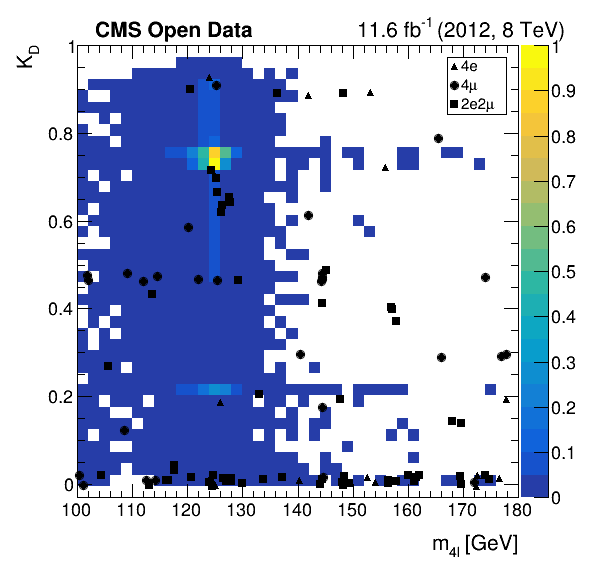 CMS Open Data 11.6 fb⁻¹ (2012, 8 TeV)
K_D
4e
4μ
2e2μ
1
0.8
0.6
0.4
0.2
0
100 110 120 130 140 150 160 170 180
m_4l [GeV]
1
0.9
0.8
0.7
0.6
0.5
0.4
0.3
0.2
0.1
0